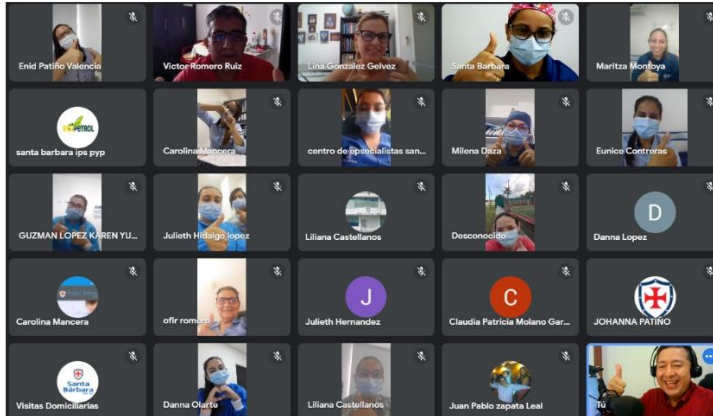 Enid Patiño Valencia
Victor Romero Ruiz
Lina Gonzalez Gelvez
Santa Barbara
Maritza Montoya
PETROL
santa barbara ips pyp
Carolina Mancera
centro de epsecialistas san...
Milena Daza
Eunice Contreras
GUZMAN LOPEZ KAREN YU...
Julieth Hidalgo lopez
Liliana Castellanos
Desconocido
D
Danna Lopez
Carolina Mancera
ofir romero
J
Julieth Hernandez
C
Claudia Patricia Molano Gar...
JOHANNA PATIÑO
Santa
Bárbara
Visitas Domiciliarias
Danna Olarte
Liliana Castellanos
Juan Pablo zapata Leal
Tú